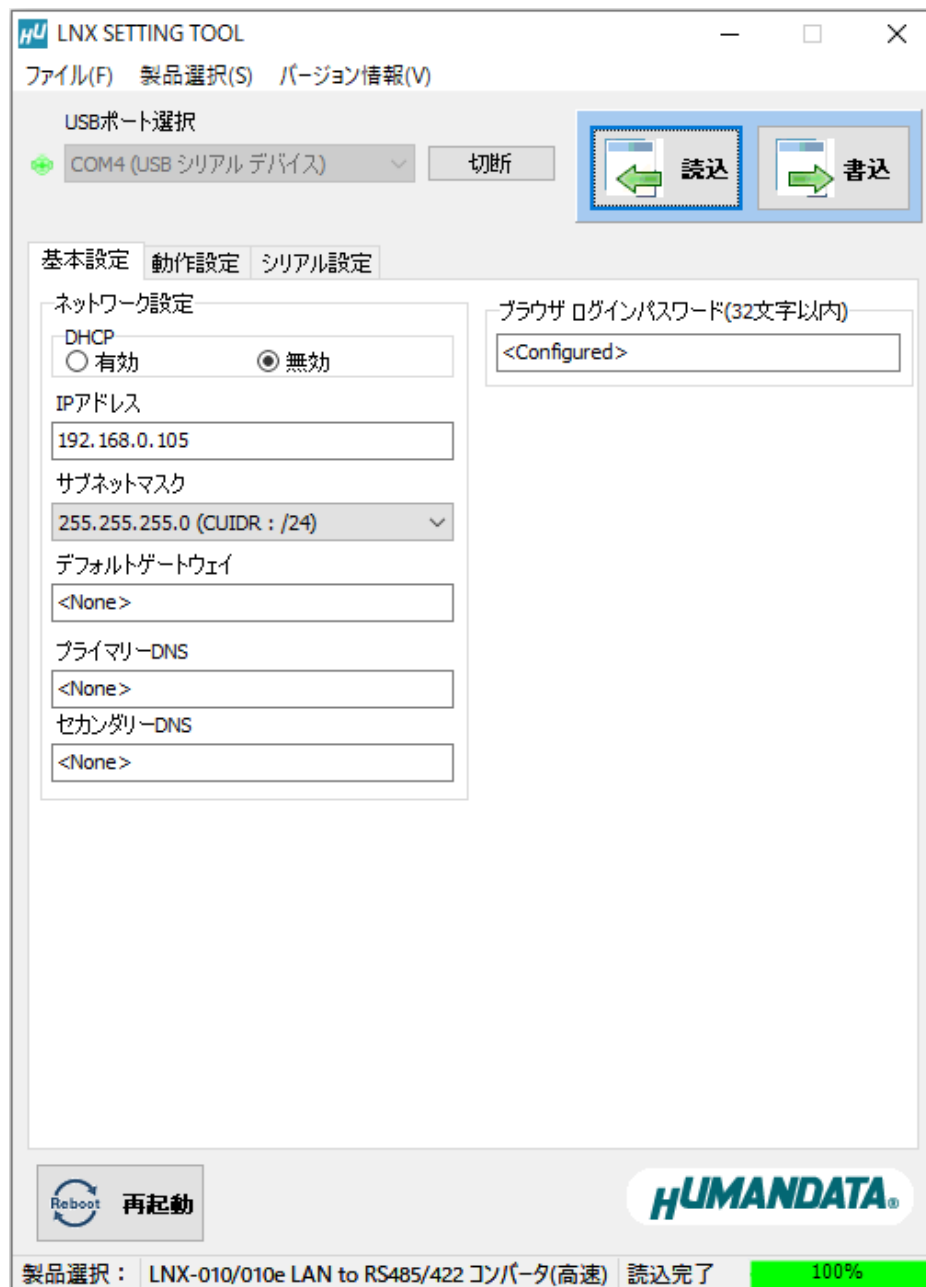 HU LNX SETTING TOOL
ファイル(F) 製品選択(S) バージョン情報(V)
USBポート選択
COM4 (USB シリアル デバイス)
切断
読込
書込
基本設定 動作設定 シリアル設定
ネットワーク設定
DHCP
有効 無効
IPアドレス
192.168.0.105
サブネットマスク
255.255.255.0 (CUIDR : /24)
デフォルトゲートウェイ
<None>
プライマリーDNS
<None>
セカンダリーDNS
<None>
ブラウザ ログインパスワード(32文字以内)
<Configured>
Reboot 再起動
HUMANDATA®
製品選択: LNX-010/010e LAN to RS485/422 コンバータ(高速) 読込完了 100%